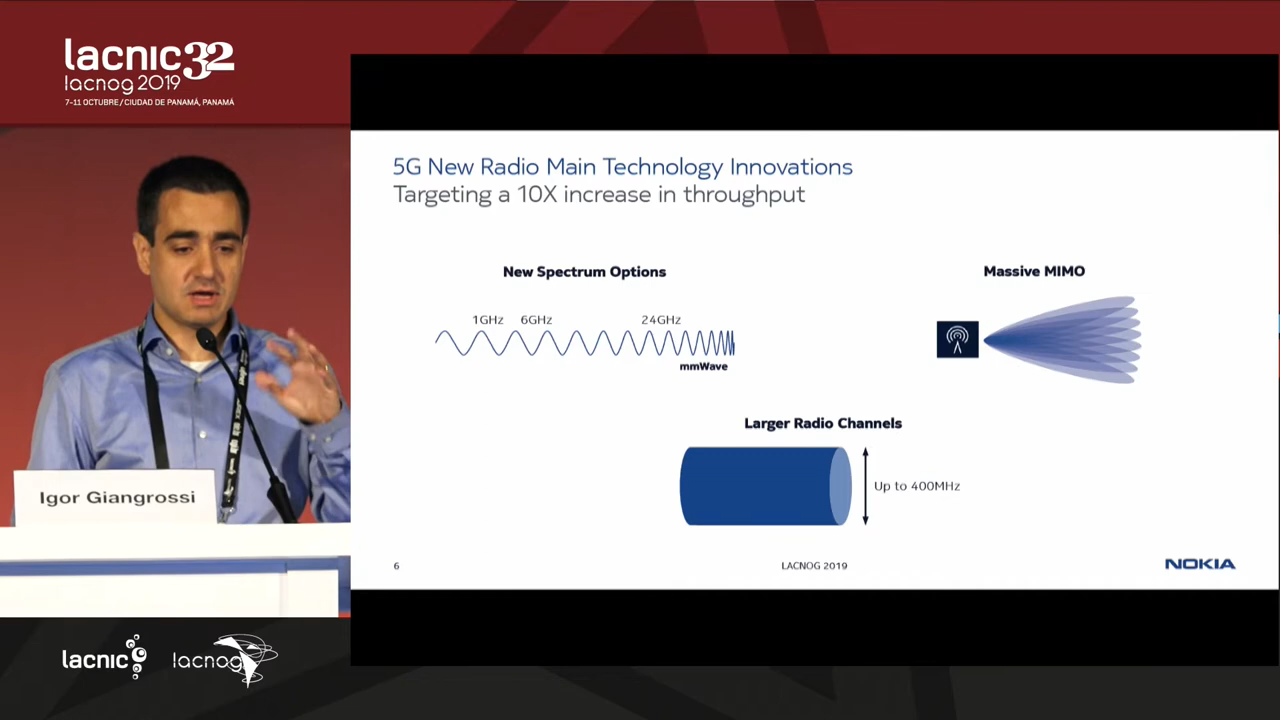 lacnic32
lacnog 2019
7-11 OCTUBRE / CIUDAD DE PANAMÁ, PANAMÁ
5G New Radio Main Technology Innovations
Targeting a 10X increase in throughput
New Spectrum Options
1GHz 6GHz 24GHz
mmWave
Massive MIMO
Larger Radio Channels
Up to 400MHz
6 LACNOG 2019 NOKIA
Igor Giangrossi
lacnic
lacnog